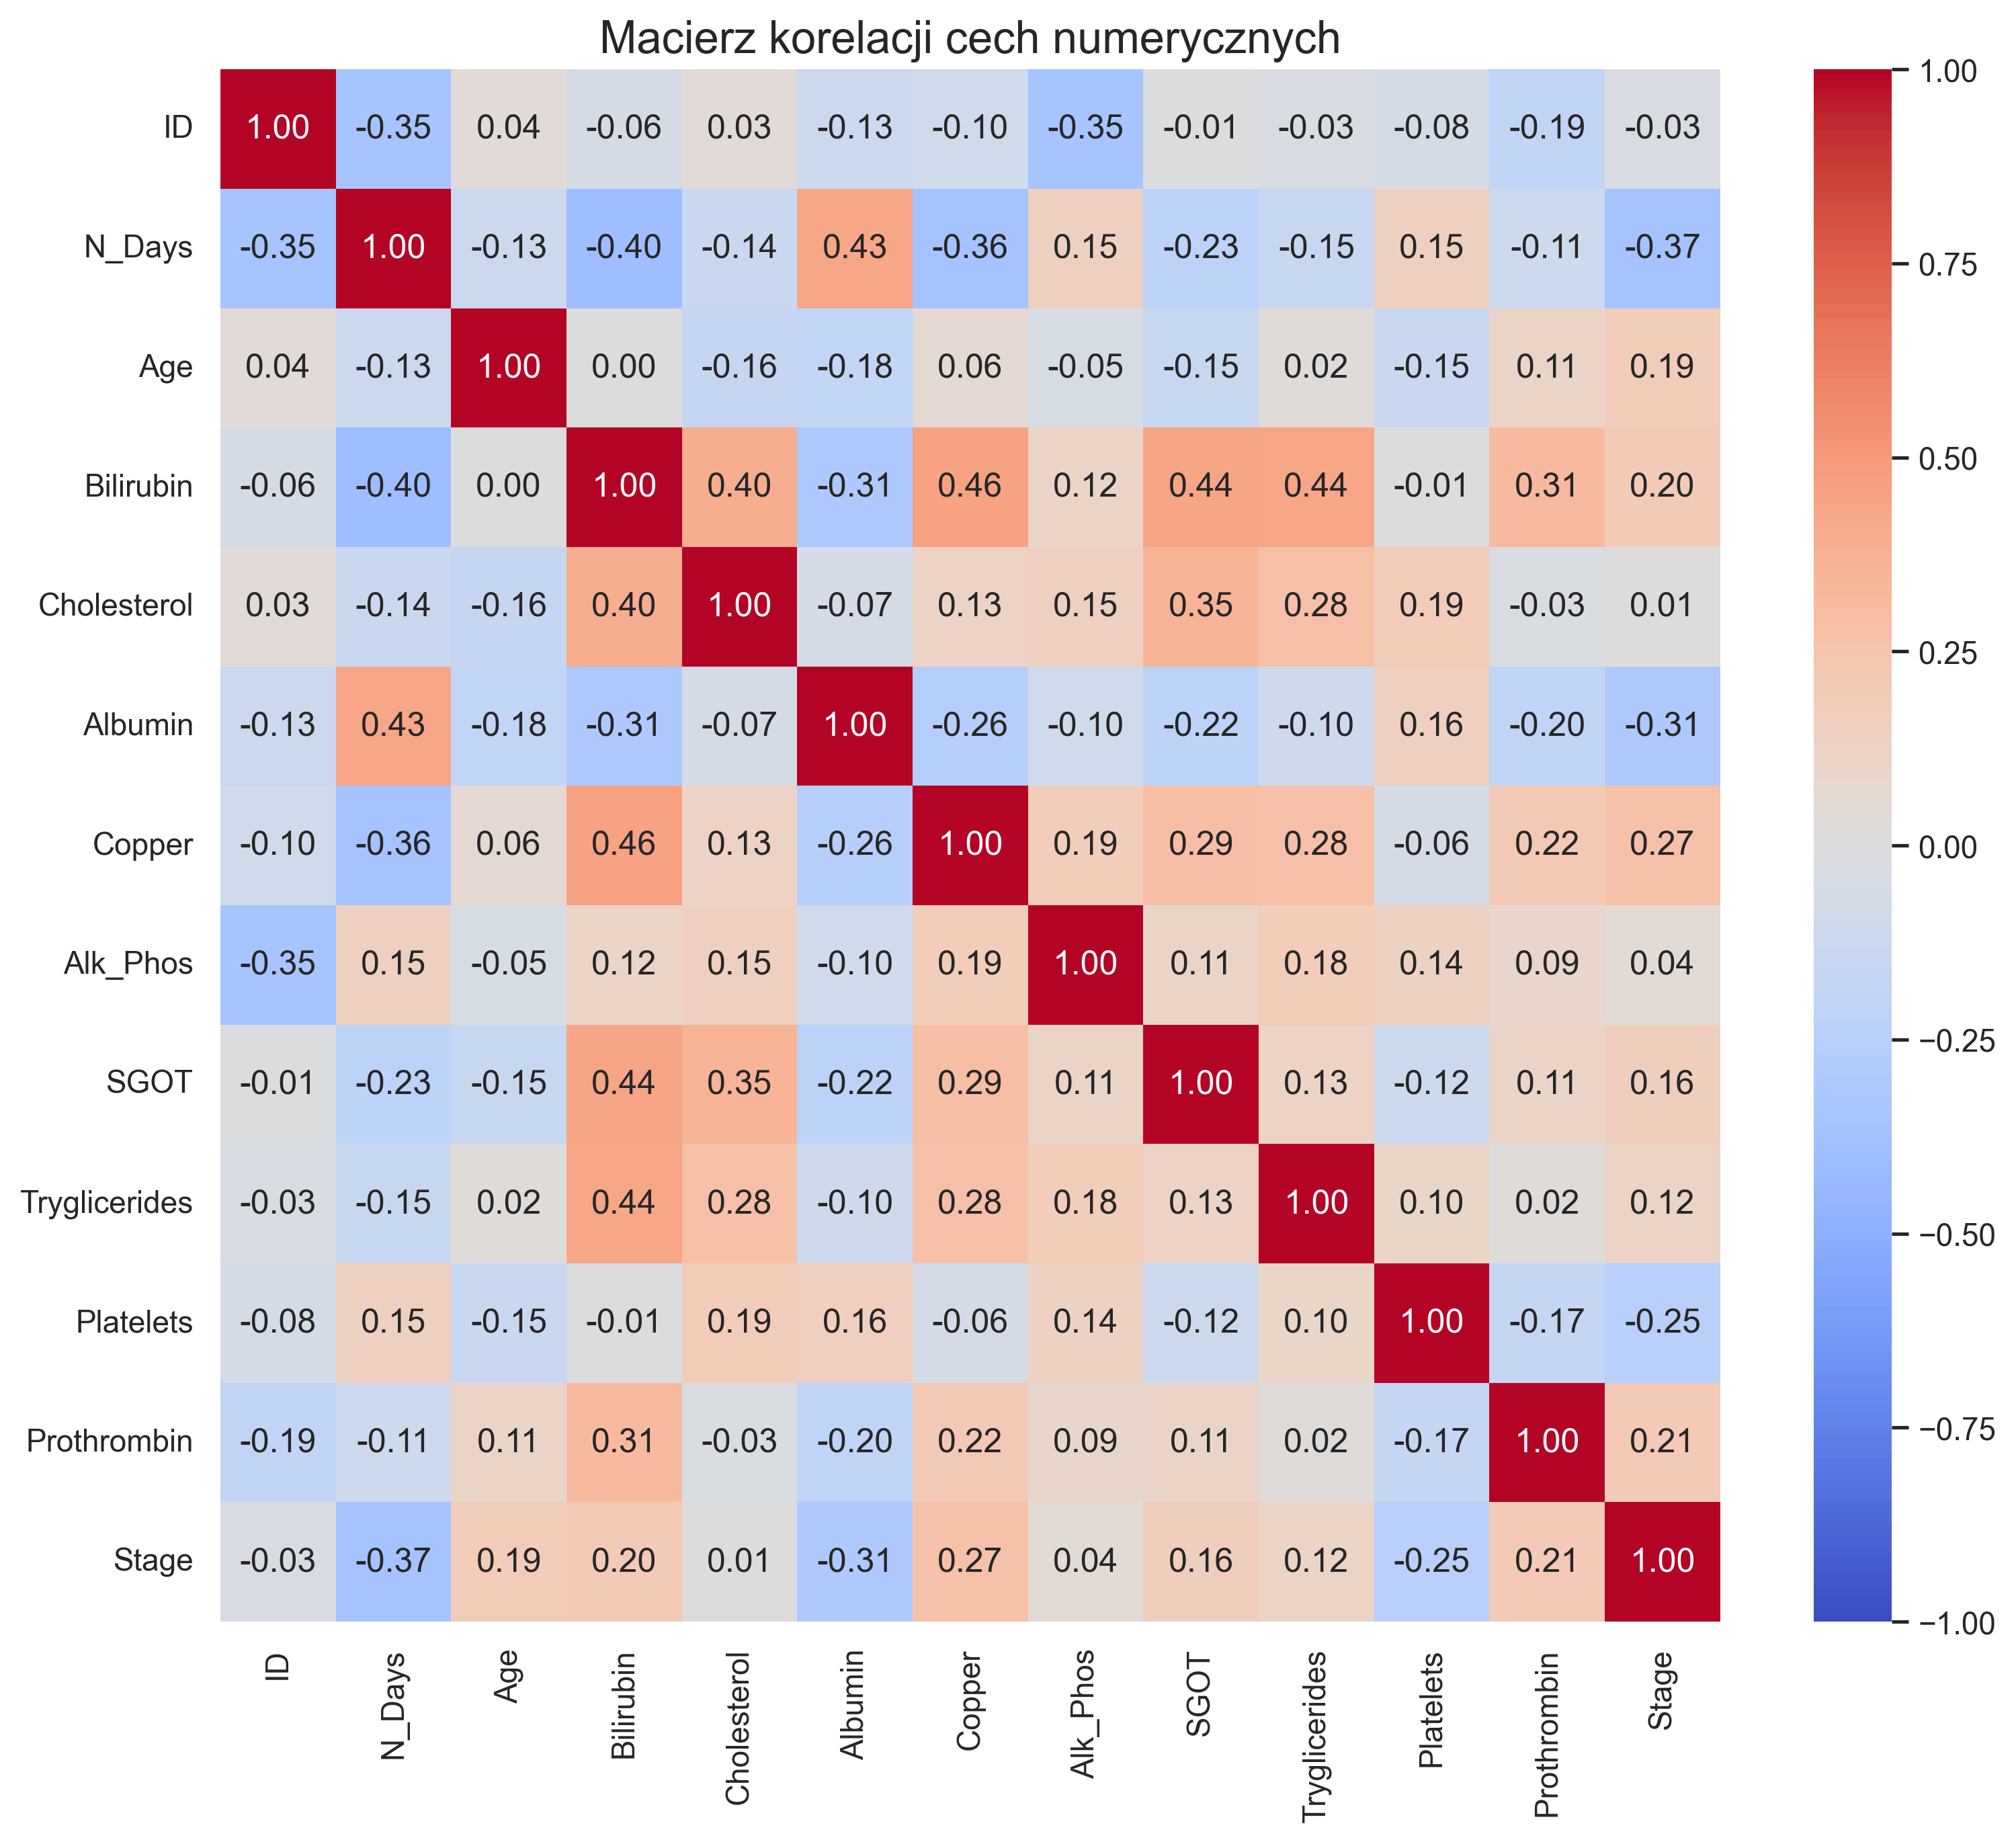 Macierz korelacji cech numerycznych
ID 1.00 -0.35 0.04 -0.06 0.03 -0.13 -0.10 -0.35 -0.01 -0.03 -0.08 -0.19 -0.03
N_Days -0.35 1.00 -0.13 -0.40 -0.14 0.43 -0.36 0.15 -0.23 -0.15 0.15 -0.11 -0.37
Age 0.04 -0.13 1.00 0.00 -0.16 -0.18 0.06 -0.05 -0.15 0.02 -0.15 0.11 0.19
Bilirubin -0.06 -0.40 0.00 1.00 0.40 -0.31 0.46 0.12 0.44 0.44 -0.01 0.31 0.20
Cholesterol 0.03 -0.14 -0.16 0.40 1.00 -0.07 0.13 0.15 0.35 0.28 0.19 -0.03 0.01
Albumin -0.13 0.43 -0.18 -0.31 -0.07 1.00 -0.26 -0.10 -0.22 -0.10 0.16 -0.20 -0.31
Copper -0.10 -0.36 0.06 0.46 0.13 -0.26 1.00 0.19 0.29 0.28 -0.06 0.22 0.27
Alk_Phos -0.35 0.15 -0.05 0.12 0.15 -0.10 0.19 1.00 0.11 0.18 0.14 0.09 0.04
SGOT -0.01 -0.23 -0.15 0.44 0.35 -0.22 0.29 0.11 1.00 0.13 -0.12 0.11 0.16
Tryglicerides -0.03 -0.15 0.02 0.44 0.28 -0.10 0.28 0.18 0.13 1.00 0.10 0.02 0.12
Platelets -0.08 0.15 -0.15 -0.01 0.19 0.16 -0.06 0.14 -0.12 0.10 1.00 -0.17 -0.25
Prothrombin -0.19 -0.11 0.11 0.31 -0.03 -0.20 0.22 0.09 0.11 0.02 -0.17 1.00 0.21
Stage -0.03 -0.37 0.19 0.20 0.01 -0.31 0.27 0.04 0.16 0.12 -0.25 0.21 1.00
ID N_Days Age Bilirubin Cholesterol Albumin Copper Alk_Phos SGOT Tryglicerides Platelets Prothrombin Stage
1.00
0.75
0.50
0.25
0.00
−0.25
−0.50
−0.75
−1.00